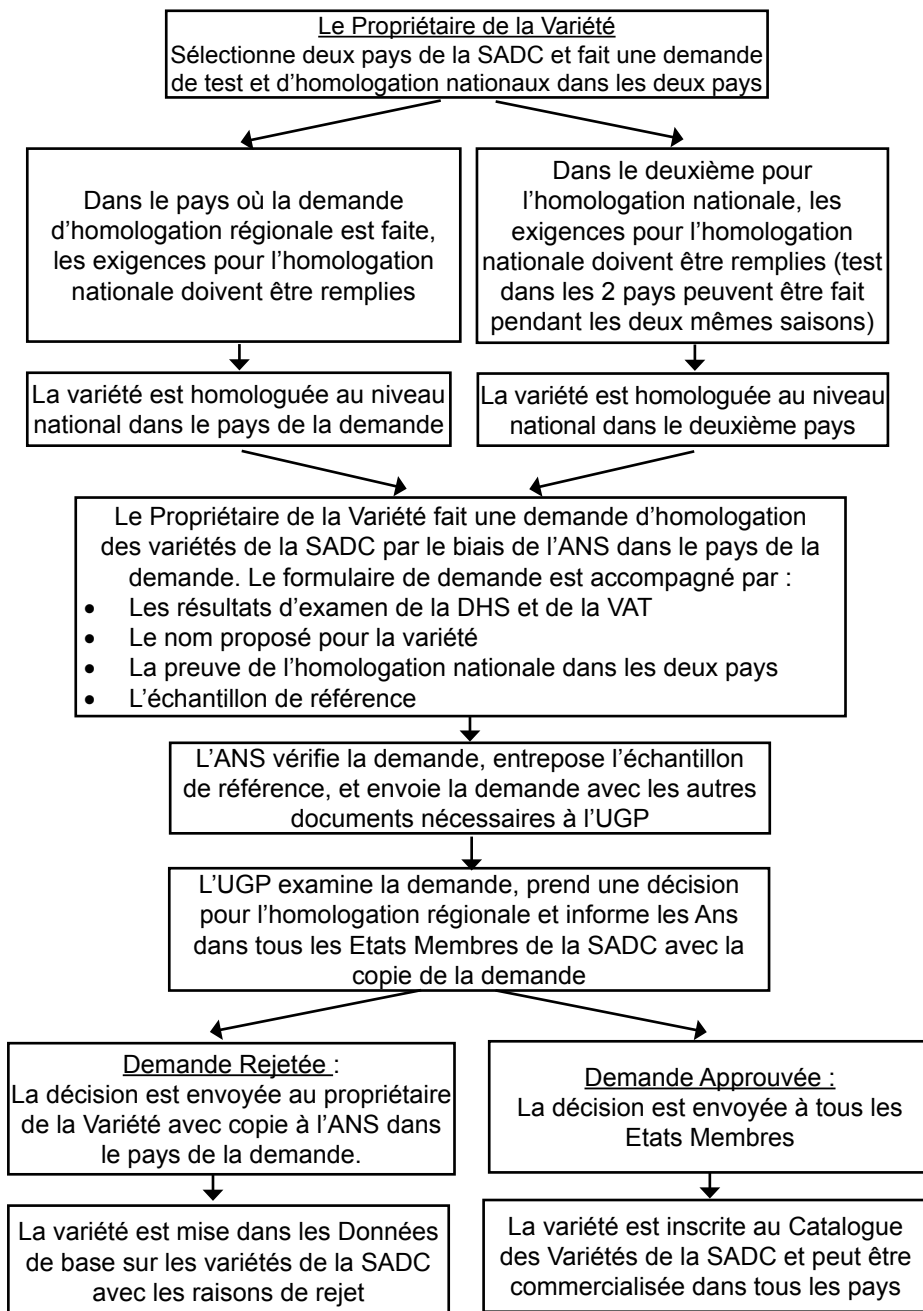 Le Propriétaire de la Variété
Sélectionne deux pays de la SADC et fait une demande
de test et d'homologation nationaux dans les deux pays
Dans le pays où la demande
d'homologation régionale est faite,
les exigences pour l'homologation
nationale doivent être remplies
Dans le deuxième pour
l'homologation nationale, les
exigences pour l'homologation
nationale doivent être remplies (test
dans les 2 pays peuvent être fait
pendant les deux mêmes saisons)
La variété est homologuée au niveau
national dans le pays de la demande
La variété est homologuée au niveau
national dans le deuxième pays
Le Propriétaire de la Variété fait une demande d'homologation
des variétés de la SADC par le biais de l'ANS dans le pays de la
demande. Le formulaire de demande est accompagné par :
• Les résultats d'examen de la DHS et de la VAT
• Le nom proposé pour la variété
• La preuve de l'homologation nationale dans les deux pays
• L'échantillon de référence
L'ANS vérifie la demande, entrepose l'échantillon
de référence, et envoie la demande avec les autres
documents nécessaires à l'UGP
L'UGP examine la demande, prend une décision
pour l'homologation régionale et informe les Ans
dans tous les Etats Membres de la SADC avec la
copie de la demande
Demande Rejetée :
La décision est envoyée au propriétaire
de la Variété avec copie à l'ANS dans
le pays de la demande.
Demande Approuvée :
La décision est envoyée à tous les
Etats Membres
La variété est mise dans les Données
de base sur les variétés de la SADC
avec les raisons de rejet
La variété est inscrite au Catalogue
des Variétés de la SADC et peut être
commercialisée dans tous les pays